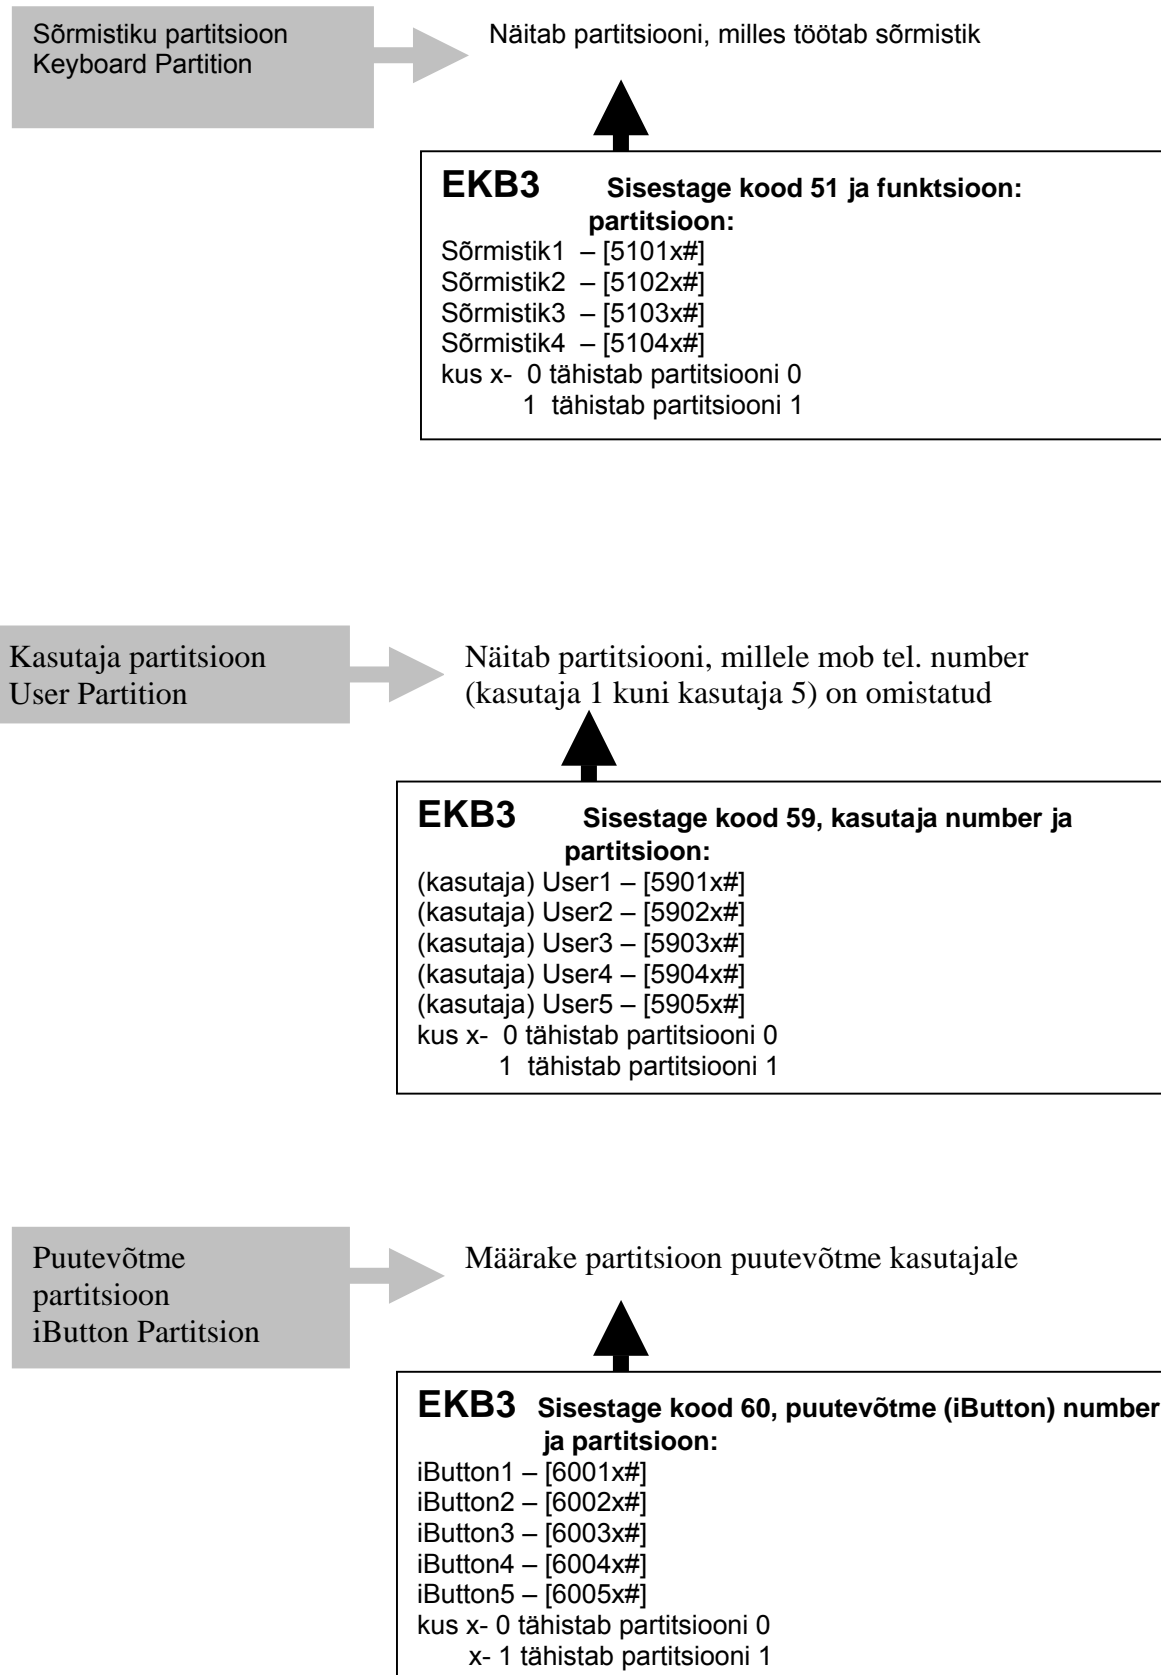 Sõrmistiku partitsioon
Keyboard Partition
Näitab partitsiooni, milles töötab sõrmistik
EKB3 Sisestage kood 51 ja funktsioon:
partitsioon:
Sõrmistik1 – [5101x#]
Sõrmistik2 – [5102x#]
Sõrmistik3 – [5103x#]
Sõrmistik4 – [5104x#]
kus x- 0 tähistab partitsiooni 0
1 tähistab partitsiooni 1
Kasutaja partitsioon
User Partition
Näitab partitsiooni, millele mob tel. number
(kasutaja 1 kuni kasutaja 5) on omistatud
EKB3 Sisestage kood 59, kasutaja number ja
partitsioon:
(kasutaja) User1 – [5901x#]
(kasutaja) User2 – [5902x#]
(kasutaja) User3 – [5903x#]
(kasutaja) User4 – [5904x#]
(kasutaja) User5 – [5905x#]
kus x- 0 tähistab partitsiooni 0
1 tähistab partitsiooni 1
Puutevõtme
partitsioon
iButton Partitsion
Määrake partitsioon puutevõtme kasutajale
EKB3 Sisestage kood 60, puutevõtme (iButton) number
ja partitsioon:
iButton1 – [6001x#]
iButton2 – [6002x#]
iButton3 – [6003x#]
iButton4 – [6004x#]
iButton5 – [6005x#]
kus x- 0 tähistab partitsiooni 0
x- 1 tähistab partitsiooni 1